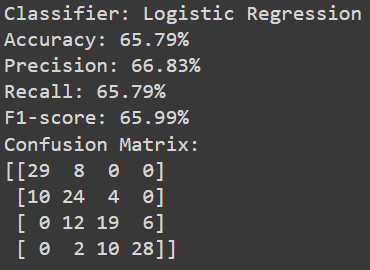 Classifier: Logistic Regression
Accuracy: 65.79%
Precision: 66.83%
Recall: 65.79%
F1-score: 65.99%
Confusion Matrix:
[[29  8  0  0]
 [10 24  4  0]
 [ 0 12 19  6]
 [ 0  2 10 28]]